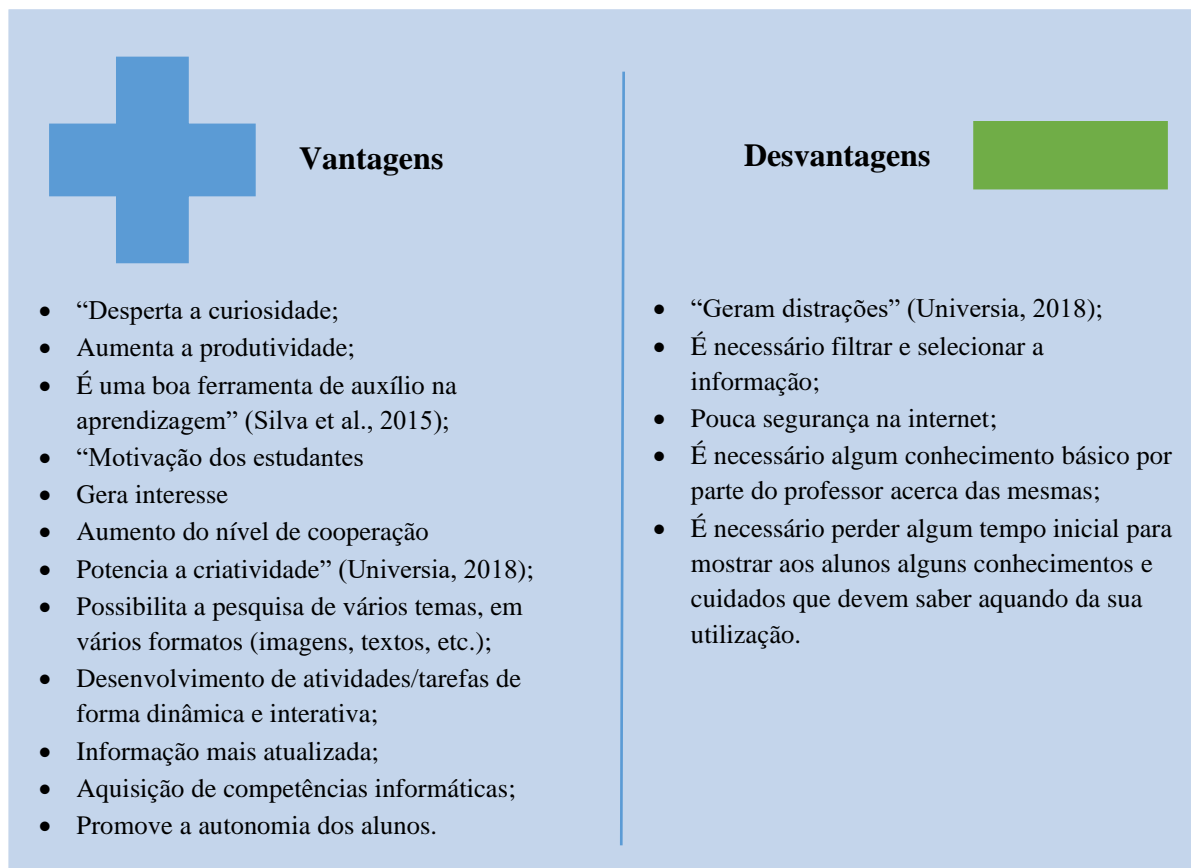 Vantagens
• “Desperta a curiosidade;
• Aumenta a produtividade;
• É uma boa ferramenta de auxílio na
aprendizagem” (Silva et al., 2015);
• “Motivação dos estudantes
• Gera interesse
• Aumento do nível de cooperação
• Potencia a criatividade” (Universia, 2018);
• Possibilita a pesquisa de vários temas, em
vários formatos (imagens, textos, etc.);
• Desenvolvimento de atividades/tarefas de
forma dinâmica e interativa;
• Informação mais atualizada;
• Aquisição de competências informáticas;
• Promove a autonomia dos alunos.
Desvantagens
• “Geram distrações” (Universia, 2018);
• É necessário filtrar e selecionar a
informação;
• Pouca segurança na internet;
• É necessário algum conhecimento básico por
parte do professor acerca das mesmas;
• É necessário perder algum tempo inicial para
mostrar aos alunos alguns conhecimentos e
cuidados que devem saber aquando da sua
utilização.